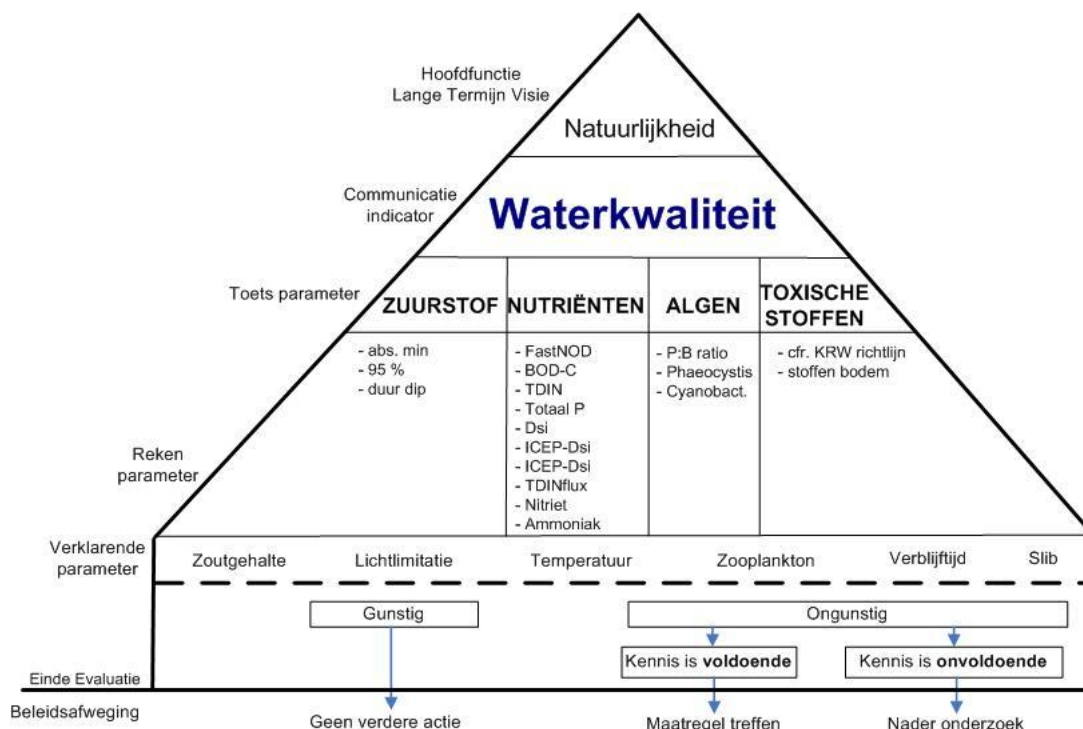 Hoofdfunctie
Lange Termijn Visie
Natuurlijkheid
Communicatie
indicator
Waterkwaliteit
Toets parameter
ZUURSTOF
NUTRIËNTEN
ALGEN
TOXISCHE
STOFFEN
- abs. min
- 95 %
- duur dip
- FastNOD
- BOD-C
- TDIN
- Totaal P
- Dsi
- ICEP-Dsi
- ICEP-Dsi
- TDINflux
- Nitriet
- Ammoniak
- P:B ratio
- Phaeocystis
- Cyanobact.
- cfr. KRW richtlijn
- stoffen bodem
Reken
parameter
Verklarende
parameter
Zoutgehalte
Lichtlimitatie
Temperatuur
Zooplankton
Verblijftijd
Slib
Gunstig
Ongunstig
Kennis is voldoende
Kennis is onvoldoende
Einde Evaluatie
Beleidsafweging
Geen verdere actie
Maatregel treffen
Nader onderzoek